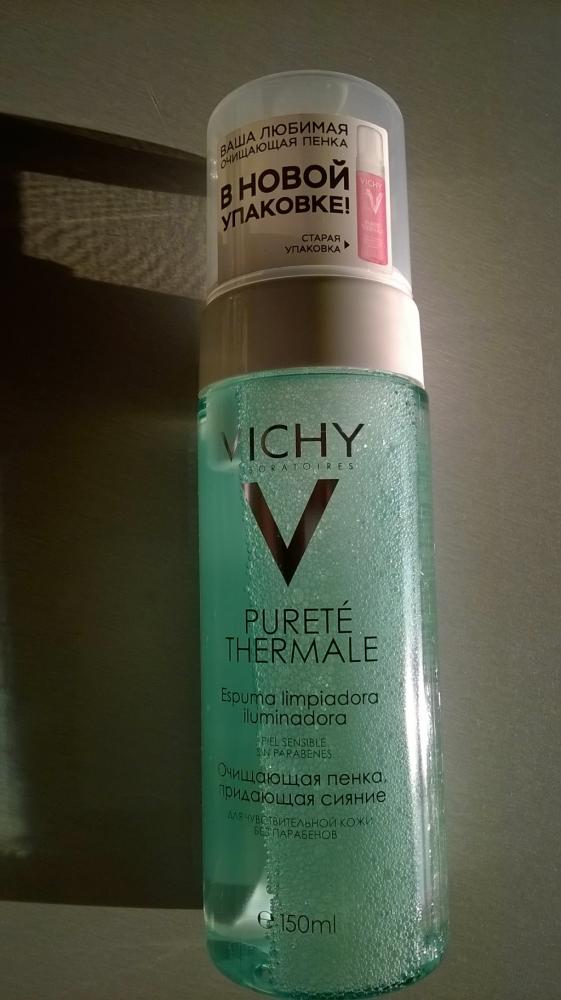 ВАША ЛЮБИМАЯ
ОЧИЩАЮЩАЯ ПЕНКА
В НОВОЙ
УПАКОВКЕ!
СТАРАЯ
УПАКОВКА
VICHY
VICHY
LABORATOIRES
PURETÉ
THERMALE
Espuma limpiadora
iluminadora
PIEL SENSIBLE
SIN PARABENES
Очищающая пенка,
придающая сияние
ДЛЯ ЧУВСТВИТЕЛЬНОЙ КОЖИ
БЕЗ ПАРАБЕНОВ
℮ 150ml